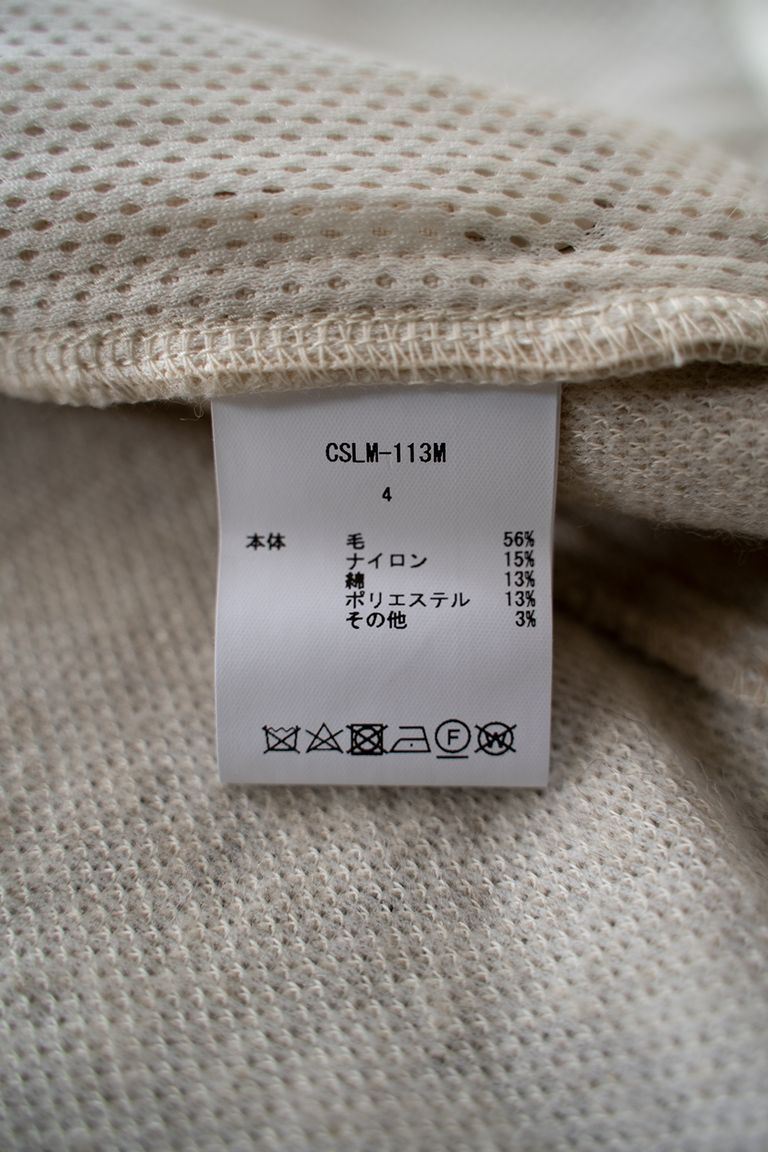 CSLM-113M
4
本体 毛 56%
ナイロン 15%
綿 13%
ポリエステル 13%
その他 3%
F W